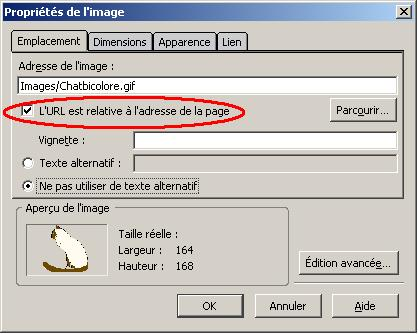 Propriétés de l'image
Emplacement Dimensions Apparence Lien
Adresse de l'image :
Images/Chatbicolore.gif
L'URL est relative à l'adresse de la page
Parcourir...
Vignette :
Texte alternatif :
Ne pas utiliser de texte alternatif
Aperçu de l'image
Taille réelle :
Largeur : 164
Hauteur : 168
Édition avancée...
OK Annuler Aide